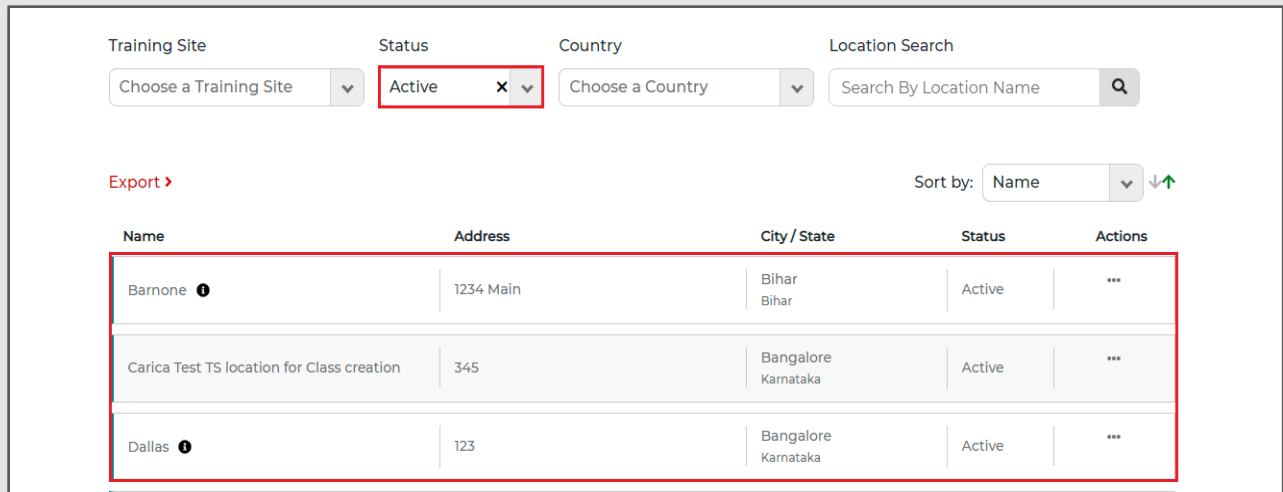 Training Site Status Country Location Search
Choose a Training Site Active Choose a Country Search By Location Name
Export
Sort by: Name
Name Address City / State Status Actions
Barnone 1234 Main Bihar Active
Bihar
Carica Test TS location for Class creation 345 Bangalore Active
Karnataka
Dallas 123 Bangalore Active
Karnataka